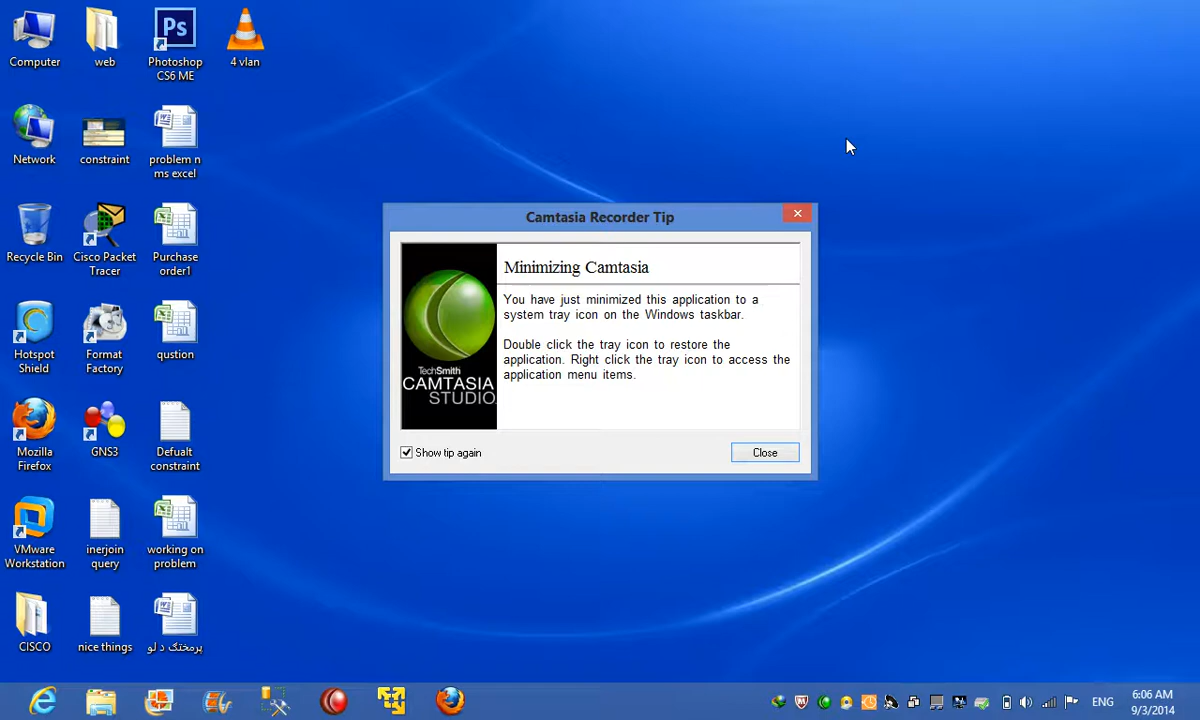 Computer
web
Ps
Photoshop
CS6 ME
4 vlan
Network
constraint
problem n
ms excel
Recycle Bin
Cisco Packet
Tracer
Purchase
order1
Hotspot
Shield
Format
Factory
qustion
Mozilla
Firefox
GNS3
Defualt
constraint
VMware
Workstation
inerjoin
query
working on
problem
CISCO
nice things
پرمختګ د لو
Camtasia Recorder Tip
Minimizing Camtasia
You have just minimized this application to a
system tray icon on the Windows taskbar.
Double click the tray icon to restore the
application. Right click the tray icon to access the
application menu items.
TechSmith
CAMTASIA
STUDIO
Show tip again
Close
ENG
6:06 AM
9/3/2014